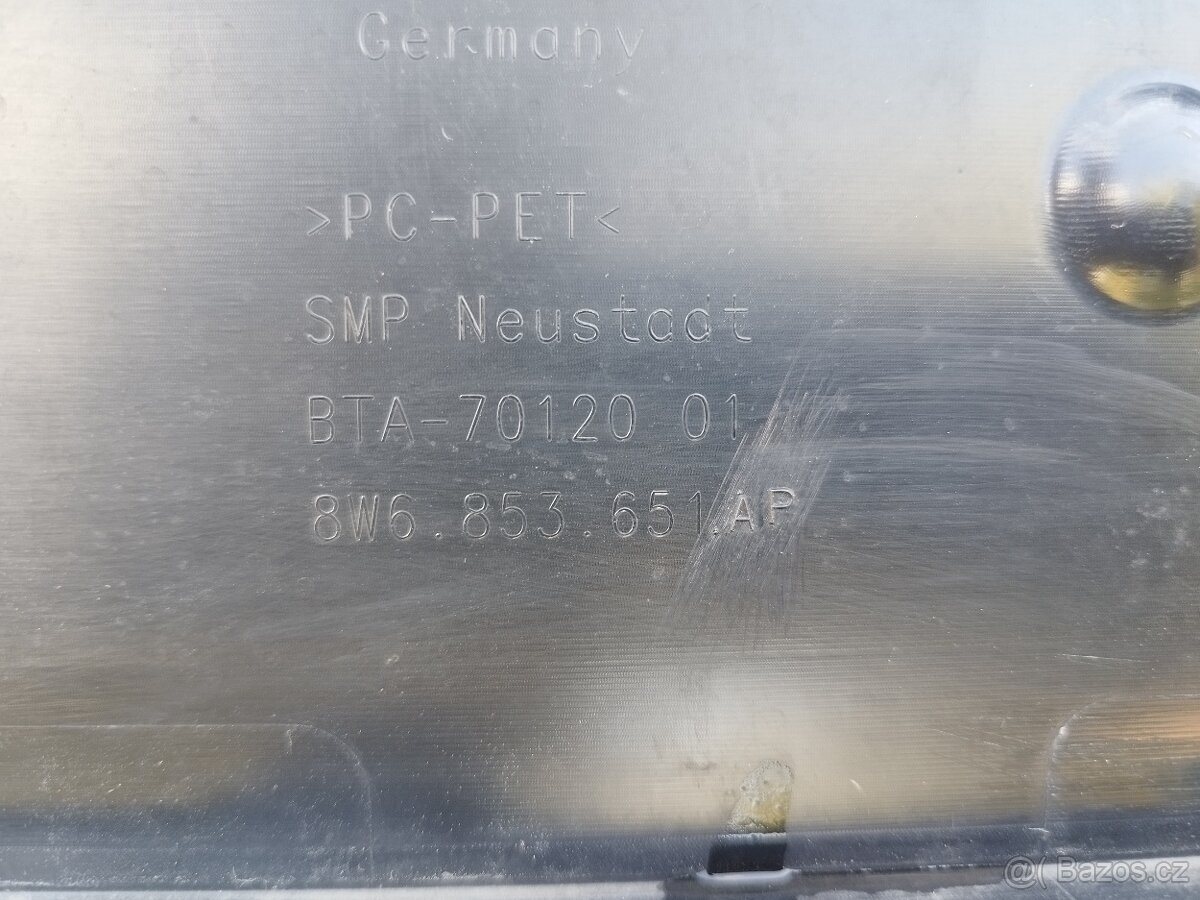 Germany
>PC-PET<
SMP Neustadt
BTA-70120 01
8W6.853.651.AP
@( Bazos.cz